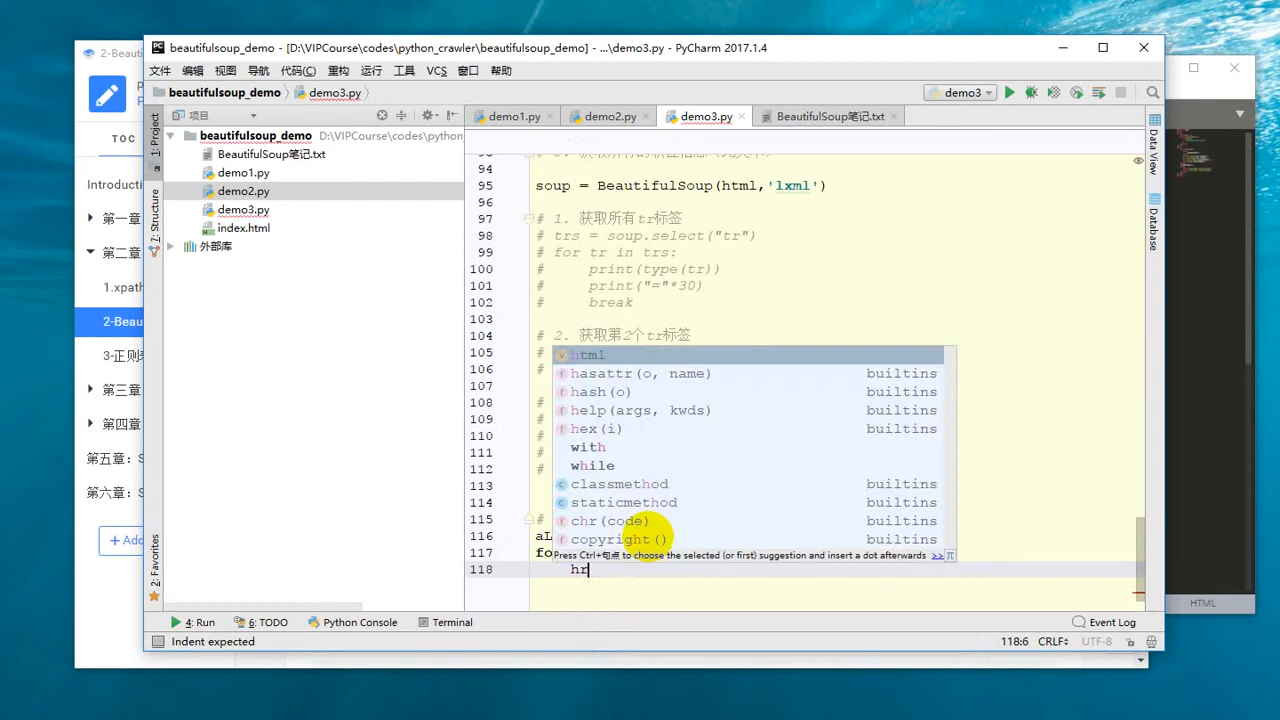 2-Beau
beautifulsoup_demo - [D:\VIPCourse\codes\python_crawler\beautifulsoup_demo] - ...\demo3.py - PyCharm 2017.1.4
文件 编辑 视图 导航 代码(C) 重构 运行 工具 VCS 窗口 帮助
beautifulsoup_demo demo3.py
demo3
项目
demo1.py demo2.py demo3.py BeautifulSoup笔记.txt
1: Project
7: Structure
2: Favorites
Data View
Database
TOC
Introduct
第一章
第二章
1.xpath
2-Beau
3-正则
第三章
第四章
第五章：S
第六章：S
+ Add
beautifulsoup_demo D:\VIPCourse\codes\python
BeautifulSoup笔记.txt
demo1.py
demo2.py
demo3.py
index.html
外部库
94
95 soup = BeautifulSoup(html,'lxml')
96
97 # 1. 获取所有tr标签
98 # trs = soup.select("tr")
99 # for tr in trs:
100 #     print(type(tr))
101 #     print("="*30)
102 #     break
103
104 # 2. 获取第2个tr标签
105 #
106 #
107
108 #
109 #
110 #
111 #
112 #
113
114
115 #
116 aL
117 fo
118 hr
html
hasattr(o, name) builtins
hash(o) builtins
help(args, kwds) builtins
hex(i) builtins
with
while
classmethod builtins
staticmethod builtins
chr(code) builtins
copyright() builtins
Press Ctrl+句点 to choose the selected (or first) suggestion and insert a dot afterwards >> π
4: Run 6: TODO Python Console Terminal Event Log
Indent expected 118:6 CRLF UTF-8
HTML